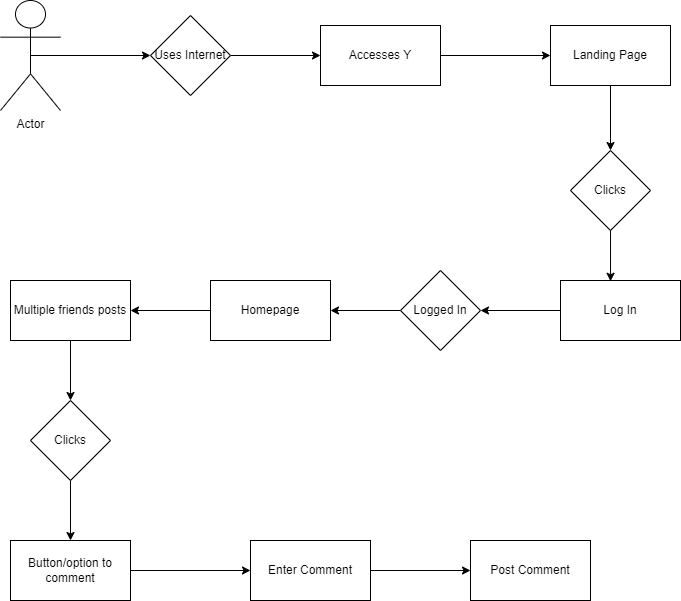 Uses Internet
Accesses Y
Landing Page
Actor
Clicks
Log In
Logged In
Homepage
Multiple friends posts
Clicks
Button/option to
comment
Enter Comment
Post Comment